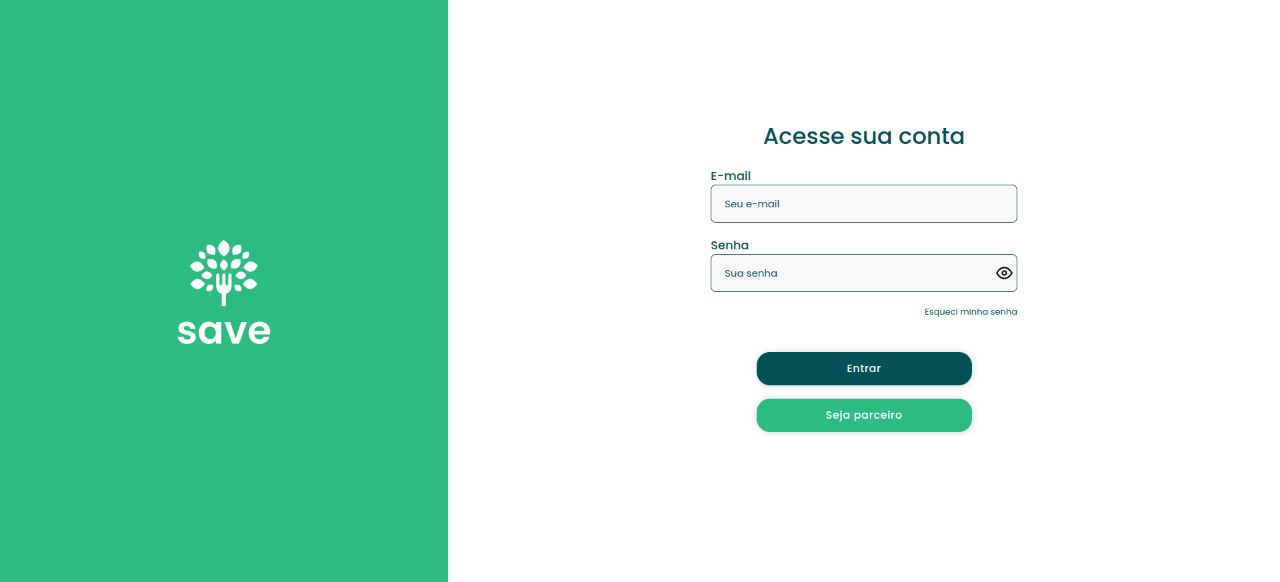 save
Acesse sua conta
E-mail
Seu e-mail
Senha
Sua senha
Esqueci minha senha
Entrar
Seja parceiro